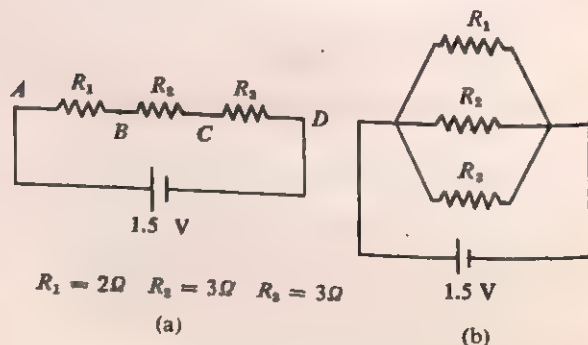 A R₁ R₂ R₃
B C D
1.5 V
R₁ = 2Ω R₂ = 3Ω R₃ = 3Ω
(a)
R₁
R₂
R₃
1.5 V
(b)